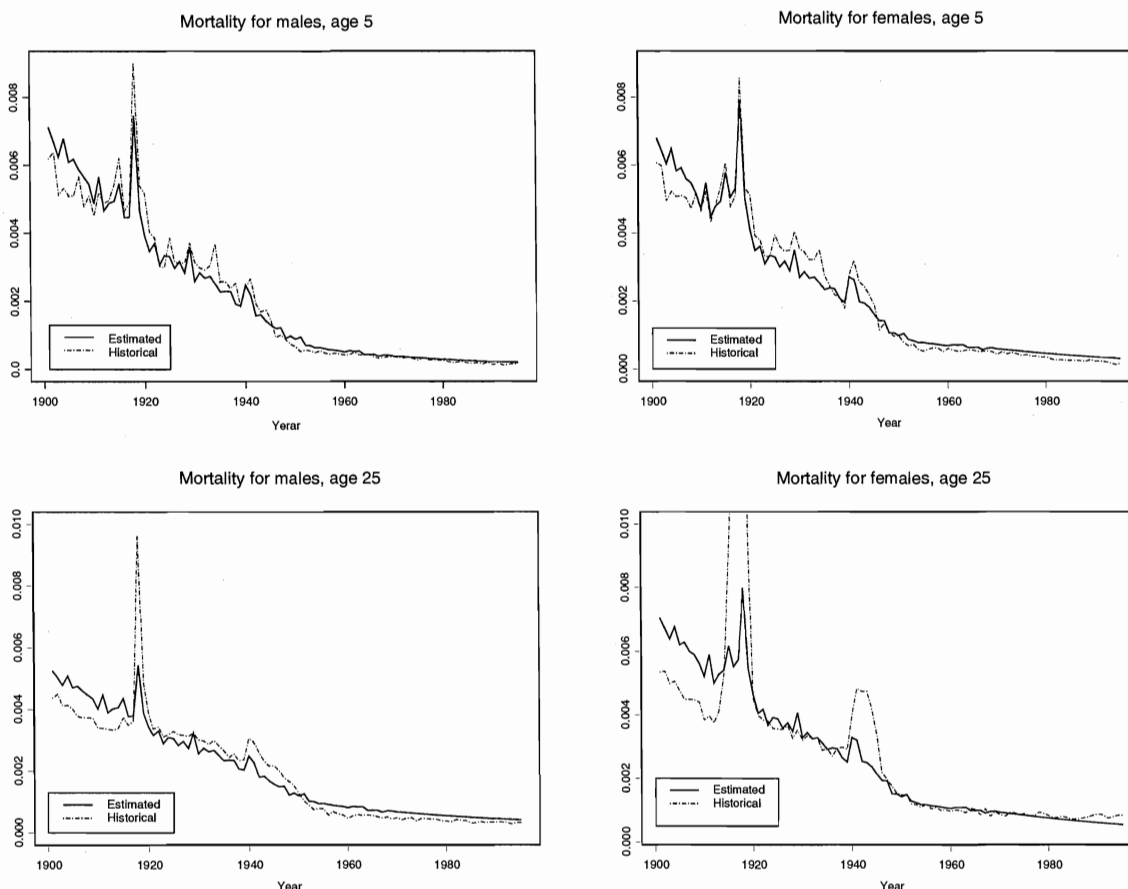 Mortality for males, age 5
0.008
0.006
0.004
0.002
0.0
Estimated
Historical
1900 1920 1940 1960 1980
Yerar
Mortality for females, age 5
0.008
0.006
0.004
0.002
0.000
Estimated
Historical
1900 1920 1940 1960 1980
Year
Mortality for males, age 25
0.010
0.008
0.006
0.004
0.002
0.000
Estimated
Historical
1900 1920 1940 1960 1980
Year
Mortality for females, age 25
0.010
0.008
0.006
0.004
0.002
0.000
Estimated
Historical
1900 1920 1940 1960 1980
Year